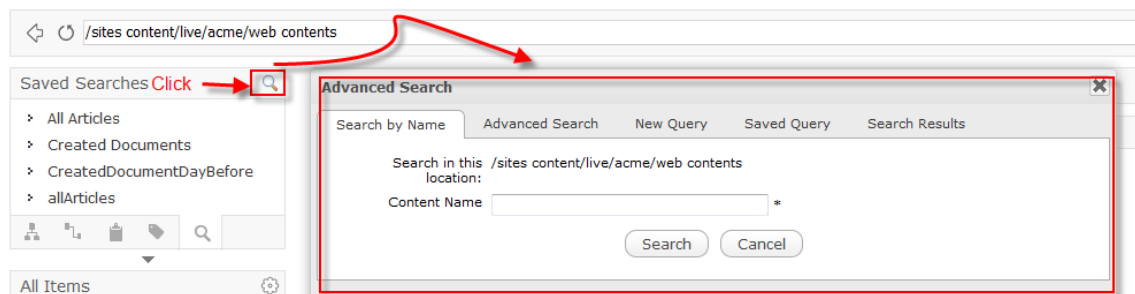 /sites content/live/acme/web contents
Saved Searches Click
Advanced Search
All Articles
Created Documents
CreatedDocumentDayBefore
allArticles
Search by Name Advanced Search New Query Saved Query Search Results
Search in this location: /sites content/live/acme/web contents
Content Name *
Search Cancel
All Items